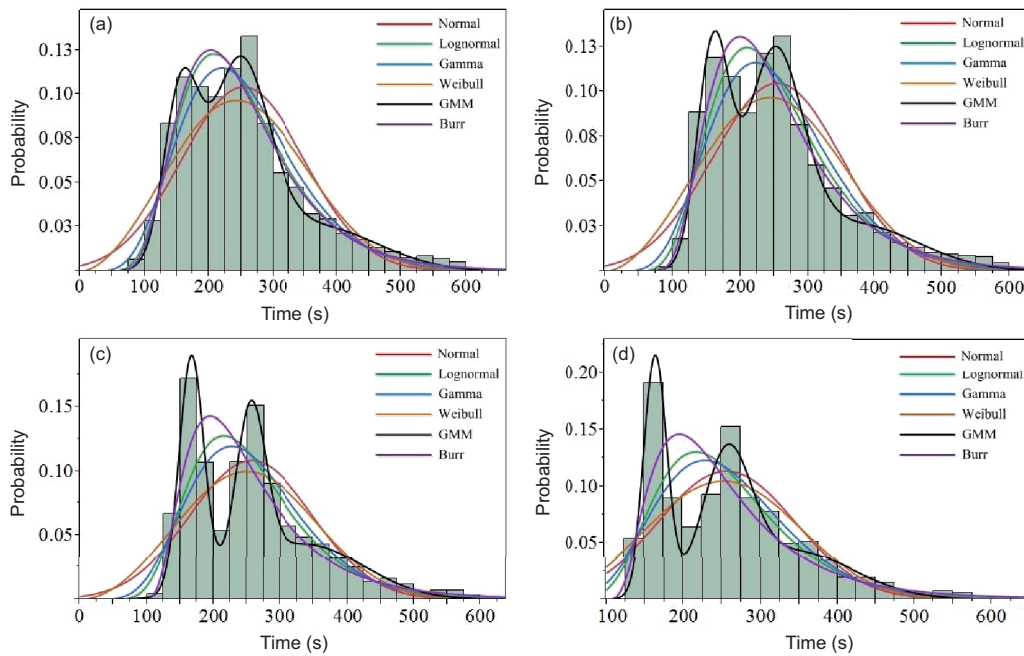 (a)
Normal
Lognormal
Gamma
Weibull
GMM
Burr
0.13
0.10
0.08
0.05
0.03
Probability
0 100 200 300 400 500 600
Time (s)
(b)
Normal
Lognormal
Gamma
Weibull
GMM
Burr
0.13
0.10
0.08
0.05
0.03
Probability
0 100 200 300 400 500 600
Time (s)
(c)
Normal
Lognormal
Gamma
Weibull
GMM
Burr
0.15
0.10
0.05
Probability
0 100 200 300 400 500 600
Time (s)
(d)
Normal
Lognormal
Gamma
Weibull
GMM
Burr
0.20
0.15
0.10
0.05
Probability
100 200 300 400 500 600
Time (s)